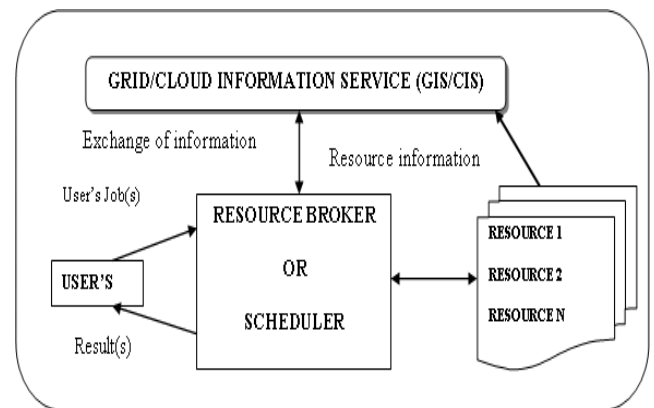 GRID/CLOUD INFORMATION SERVICE (GIS/CIS)
Exchange of information
Resource information
User's Job(s)
RESOURCE BROKER
OR
SCHEDULER
USER'S
Result(s)
RESOURCE 1
RESOURCE 2
RESOURCE N